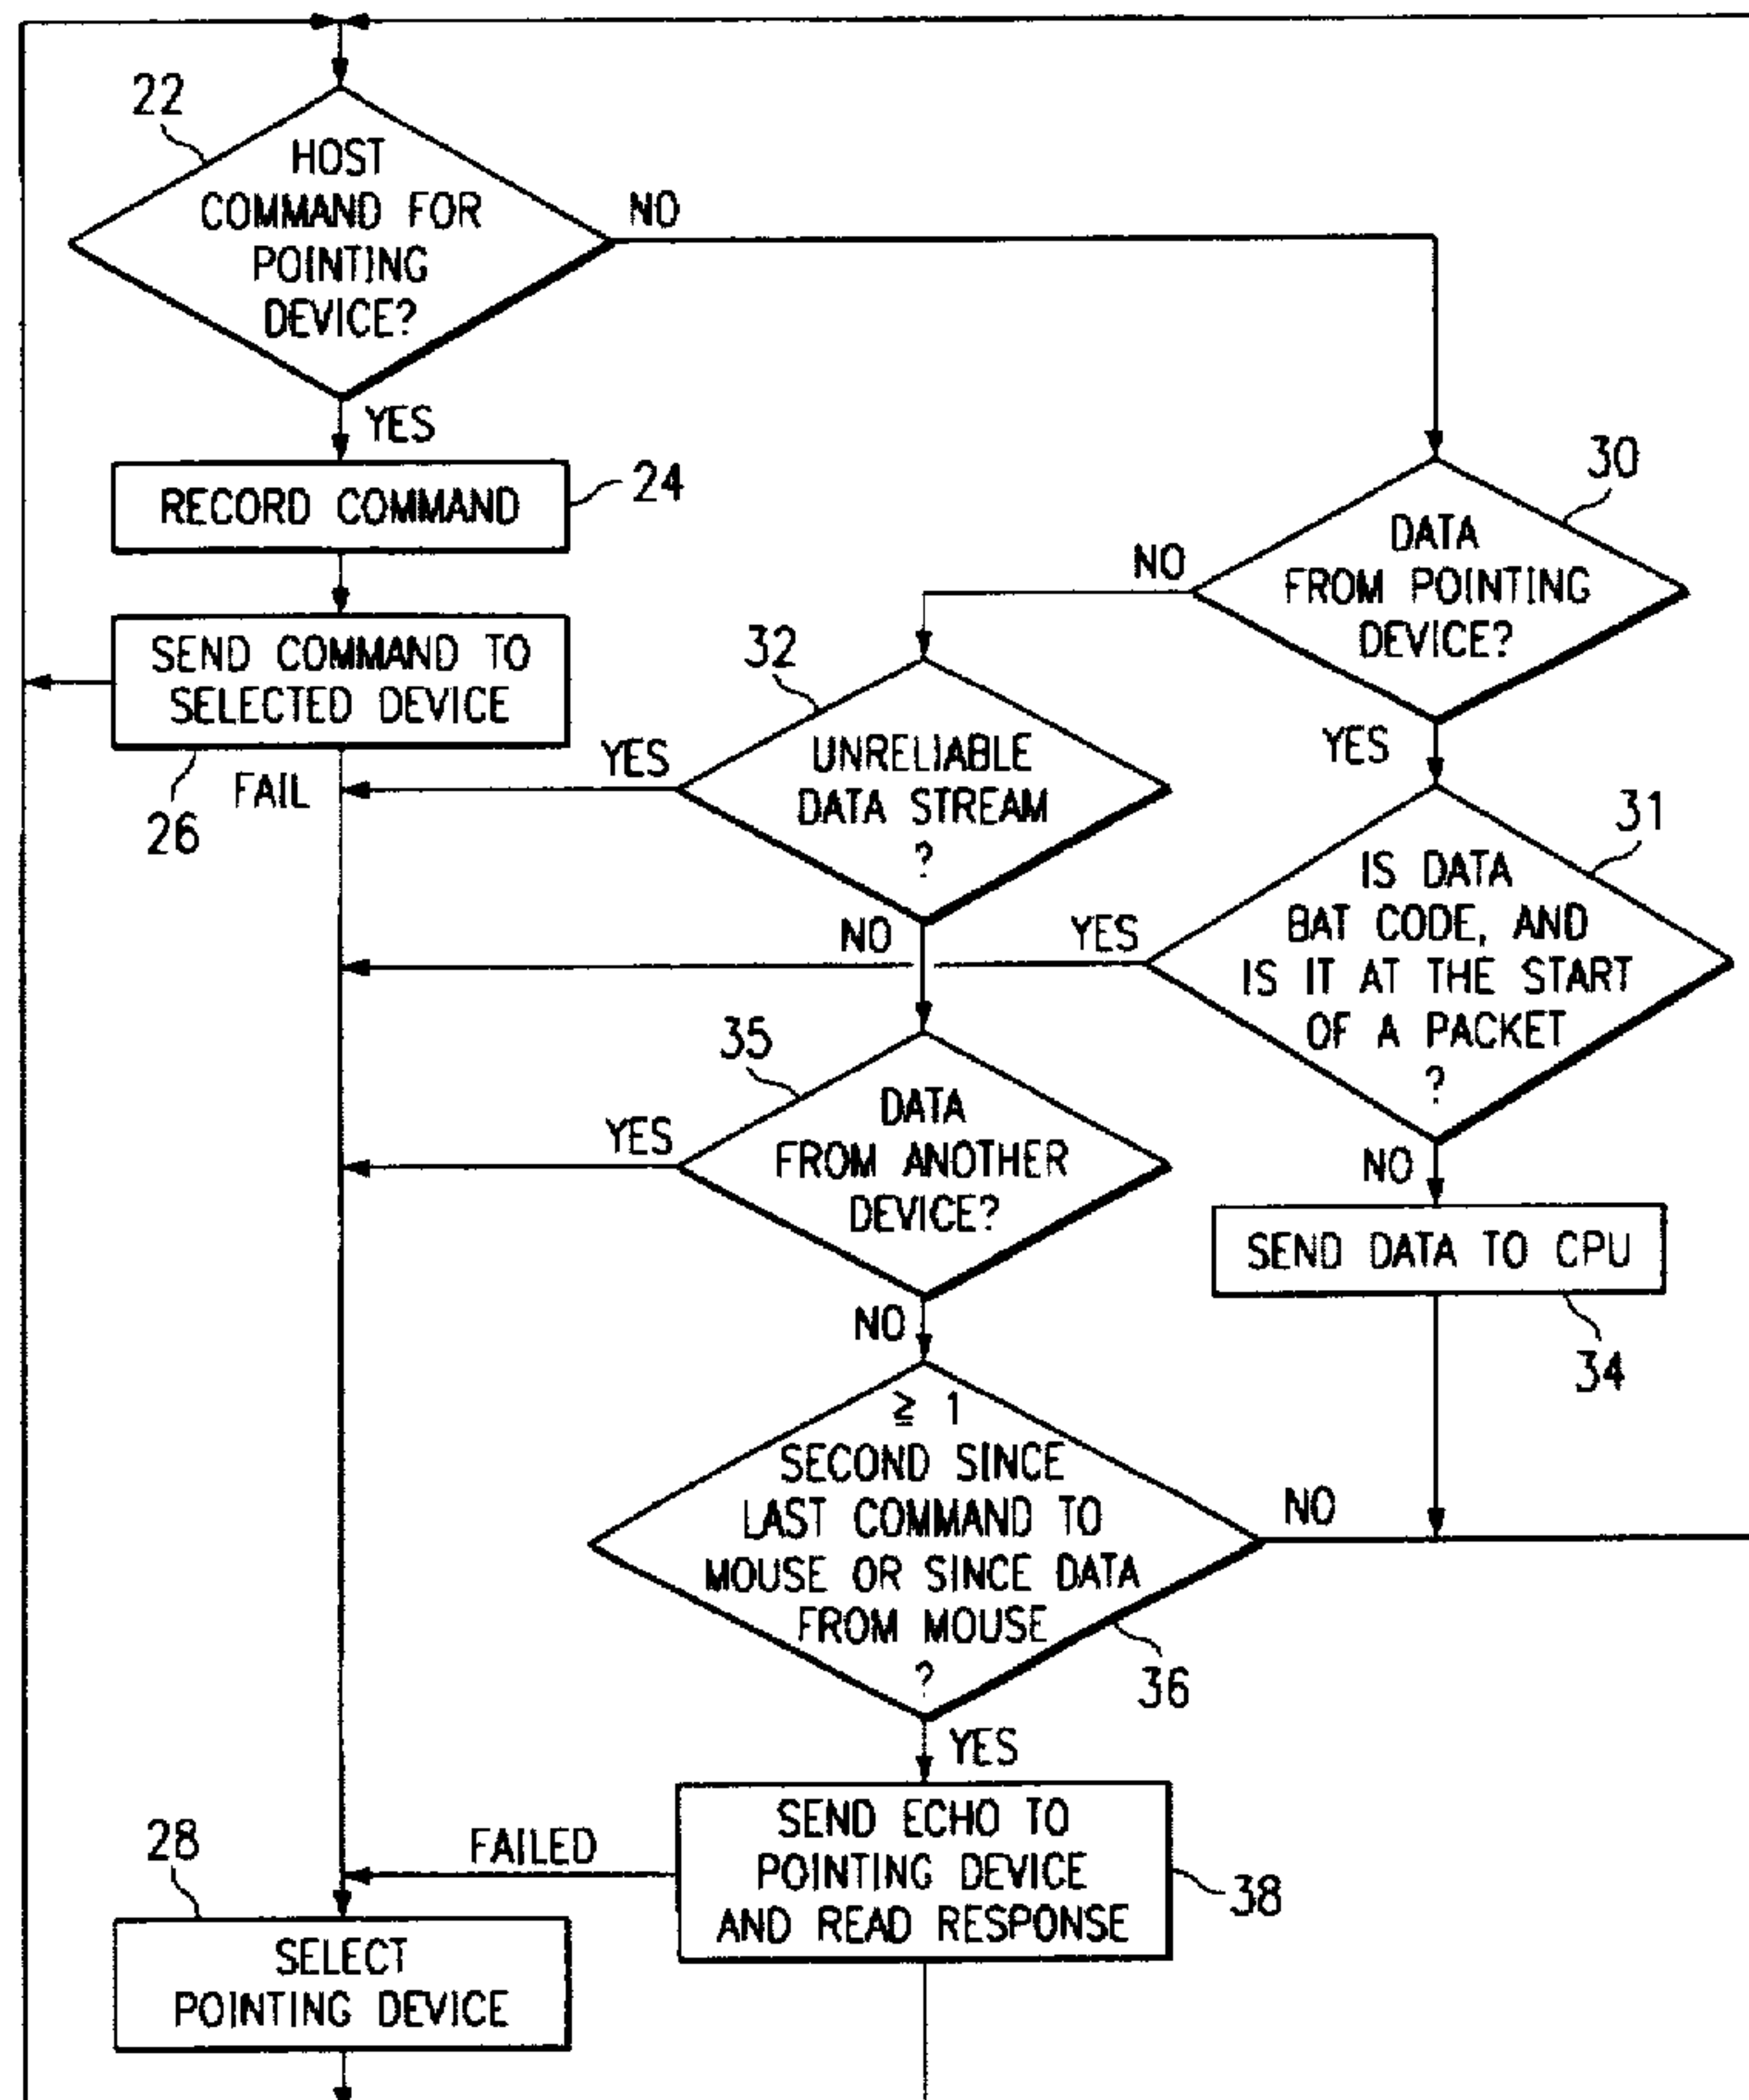 22
HOST
COMMAND FOR
POINTING
DEVICE?
NO
YES
RECORD COMMAND
24
SEND COMMAND TO
SELECTED DEVICE
26
FAIL
30
DATA
FROM POINTING
DEVICE?
NO
YES
32
UNRELIABLE
DATA STREAM
?
YES
NO
31
IS DATA
BAT CODE, AND
IS IT AT THE START
OF A PACKET
?
YES
NO
35
DATA
FROM ANOTHER
DEVICE?
YES
NO
SEND DATA TO CPU
34
≥ 1
SECOND SINCE
LAST COMMAND TO
MOUSE OR SINCE DATA
FROM MOUSE
?
NO
36
YES
SEND ECHO TO
POINTING DEVICE
AND READ RESPONSE
38
FAILED
28
SELECT
POINTING DEVICE